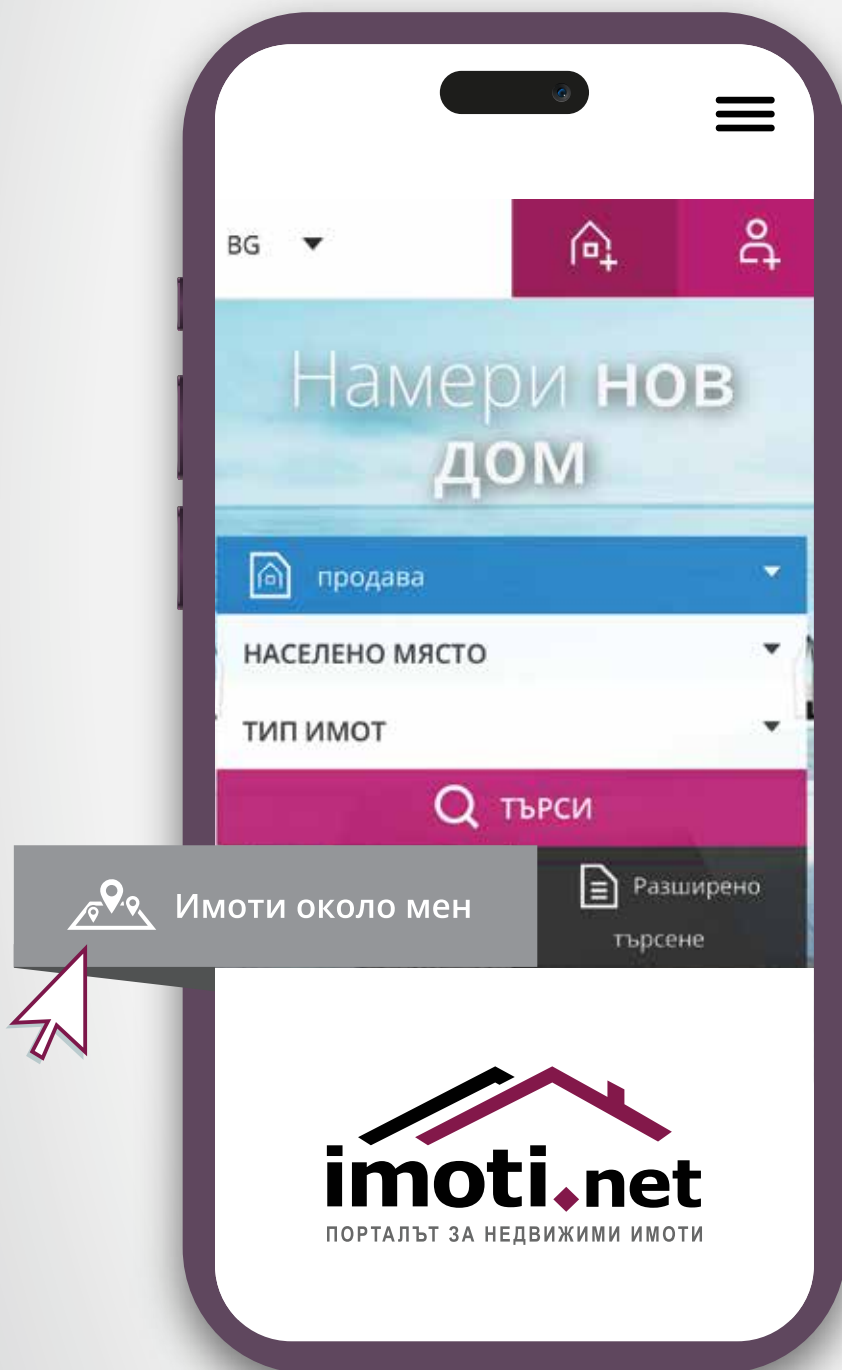 BG
Намери нов
дом
продава
НАСЕЛЕНО МЯСТО
ТИП ИМОТ
ТЪРСИ
Имоти около мен
Разширено
търсене
imoti.net
ПОРТАЛЪТ ЗА НЕДВИЖИМИ ИМОТИ